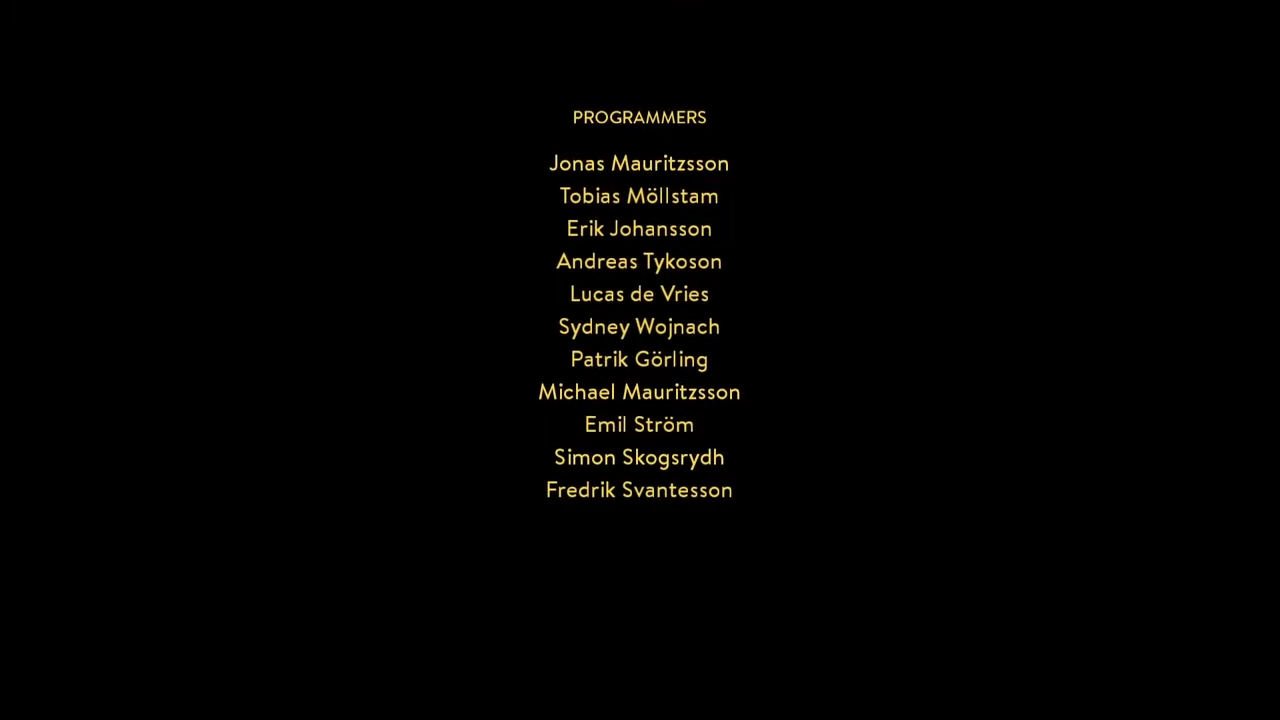 PROGRAMMERS
Jonas Mauritzsson
Tobias Möllstam
Erik Johansson
Andreas Tykoson
Lucas de Vries
Sydney Wojnach
Patrik Görling
Michael Mauritzsson
Emil Ström
Simon Skogsrydh
Fredrik Svantesson